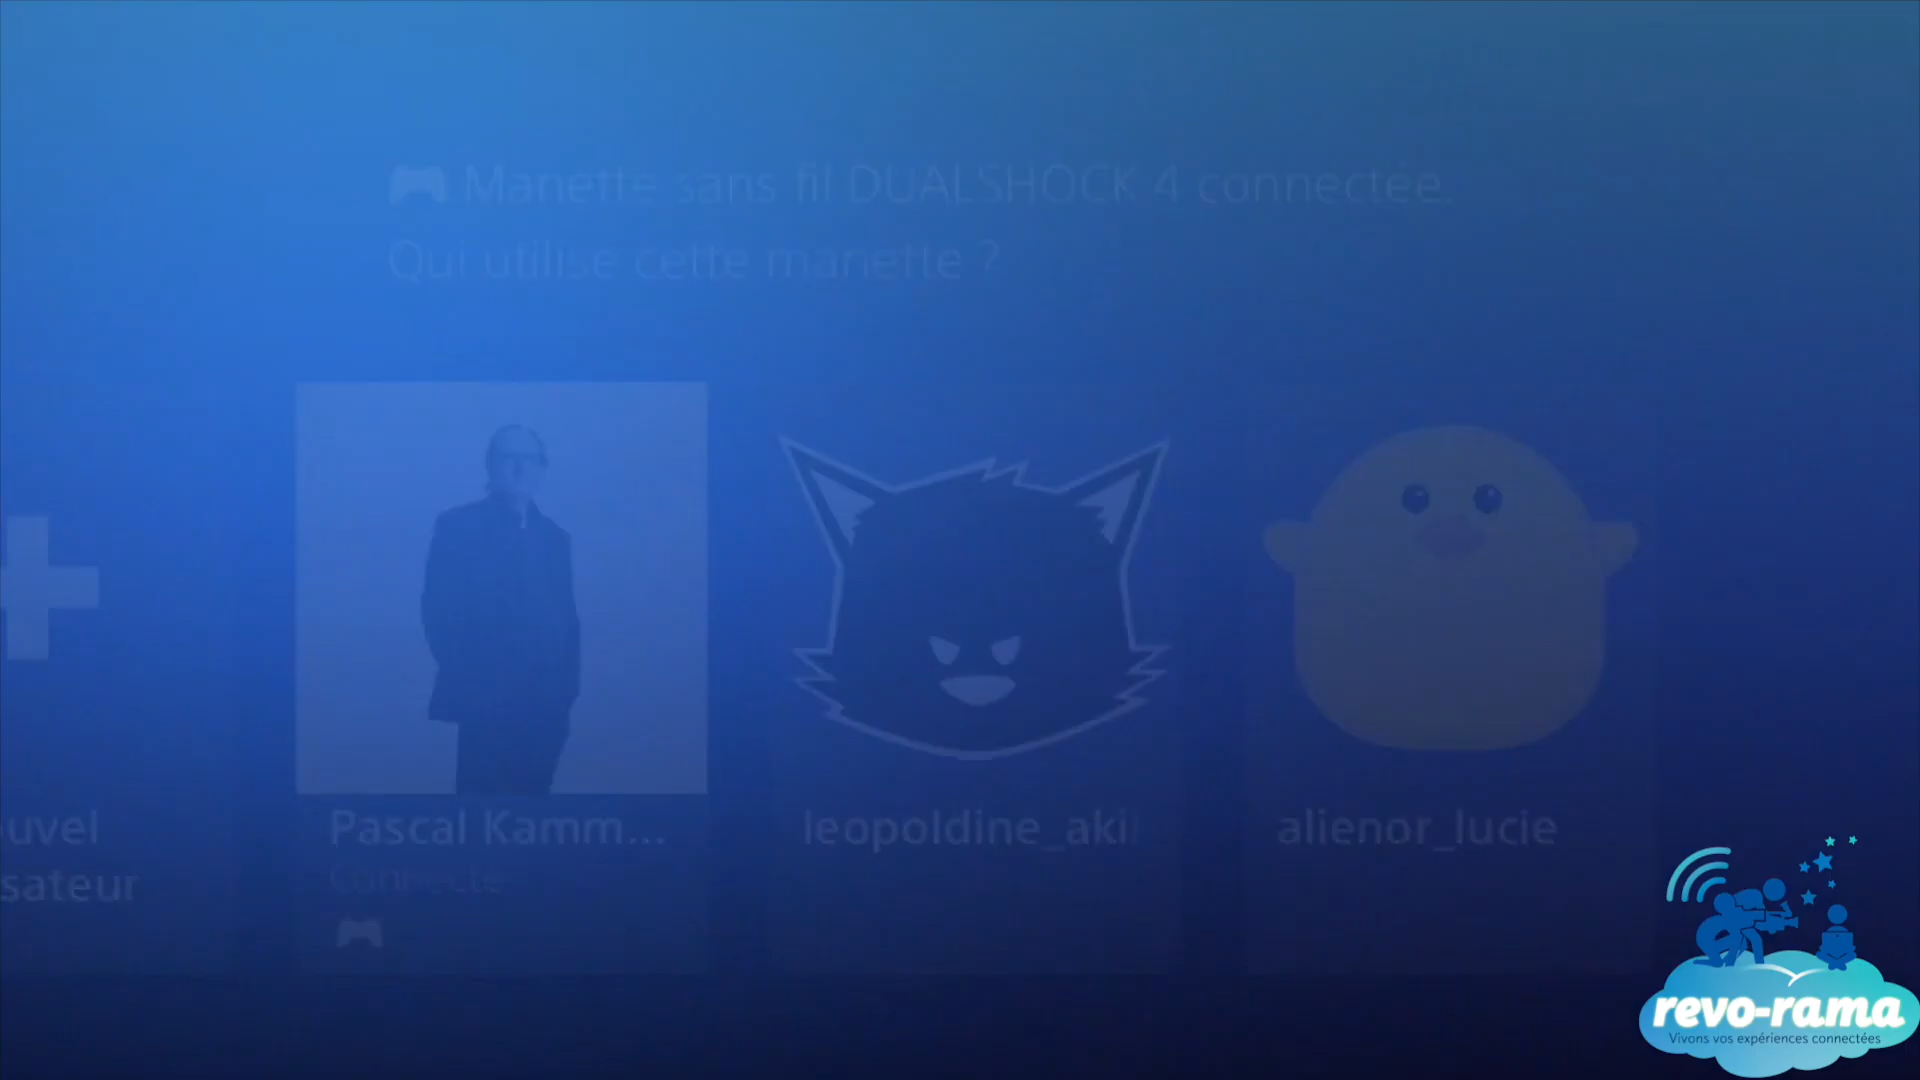 Manette sans fil DUALSHOCK 4 connectée.
Qui utilise cette manette ?
uvel
sateur
Pascal Kamm...
Connecté
leopoldine_aki
alienor_lucie
revo-rama
Vivons vos expériences connectées